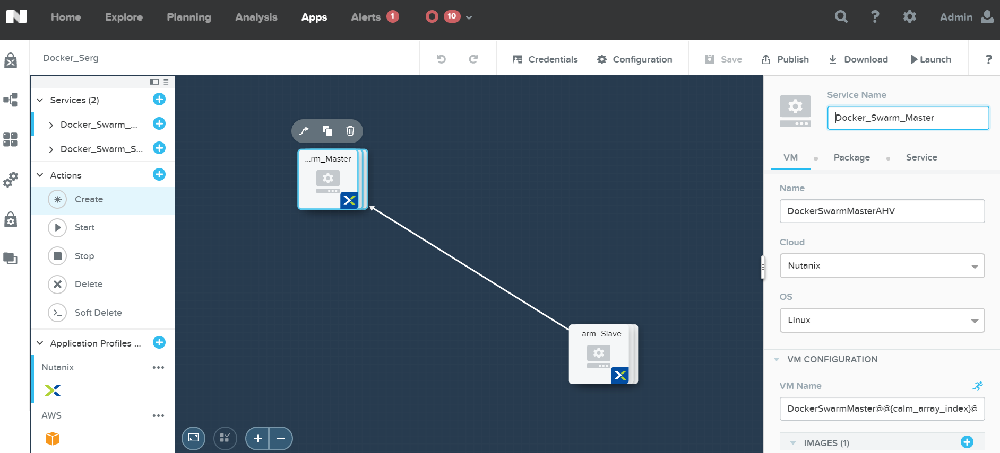 Home Explore Planning Analysis Apps Alerts 1 10 ? Admin
Docker_Serg Credentials Configuration Save Publish Download Launch ?
Services (2)
Docker_Swarm_...
Docker_Swarm_S...
Actions
Create
Start
Stop
Delete
Soft Delete
Application Profiles ...
Nutanix
AWS
...rm_Master
...arm_Slave
Service Name
Docker_Swarm_Master
VM Package Service
Name
DockerSwarmMasterAHV
Cloud
Nutanix
OS
Linux
VM CONFIGURATION
VM Name
DockerSwarmMaster@@{calm_array_index}@
IMAGES (1)